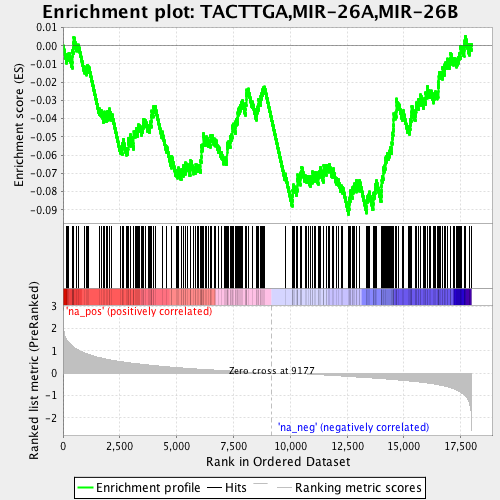 Enrichment plot: TACTTGA,MIR-26A,MIR-26B
Enrichment score (ES)
0.01
0.00
-0.01
-0.02
-0.03
-0.04
-0.05
-0.06
-0.07
-0.08
-0.09
'na_pos' (positively correlated)
Ranked list metric (PreRanked)
3
2
1
0
-1
-2
Zero cross at 9177
'na_neg' (negatively correlated)
0
2,500
5,000
7,500
10,000
12,500
15,000
17,500
Rank in Ordered Dataset
Enrichment profile
Hits
Ranking metric scores